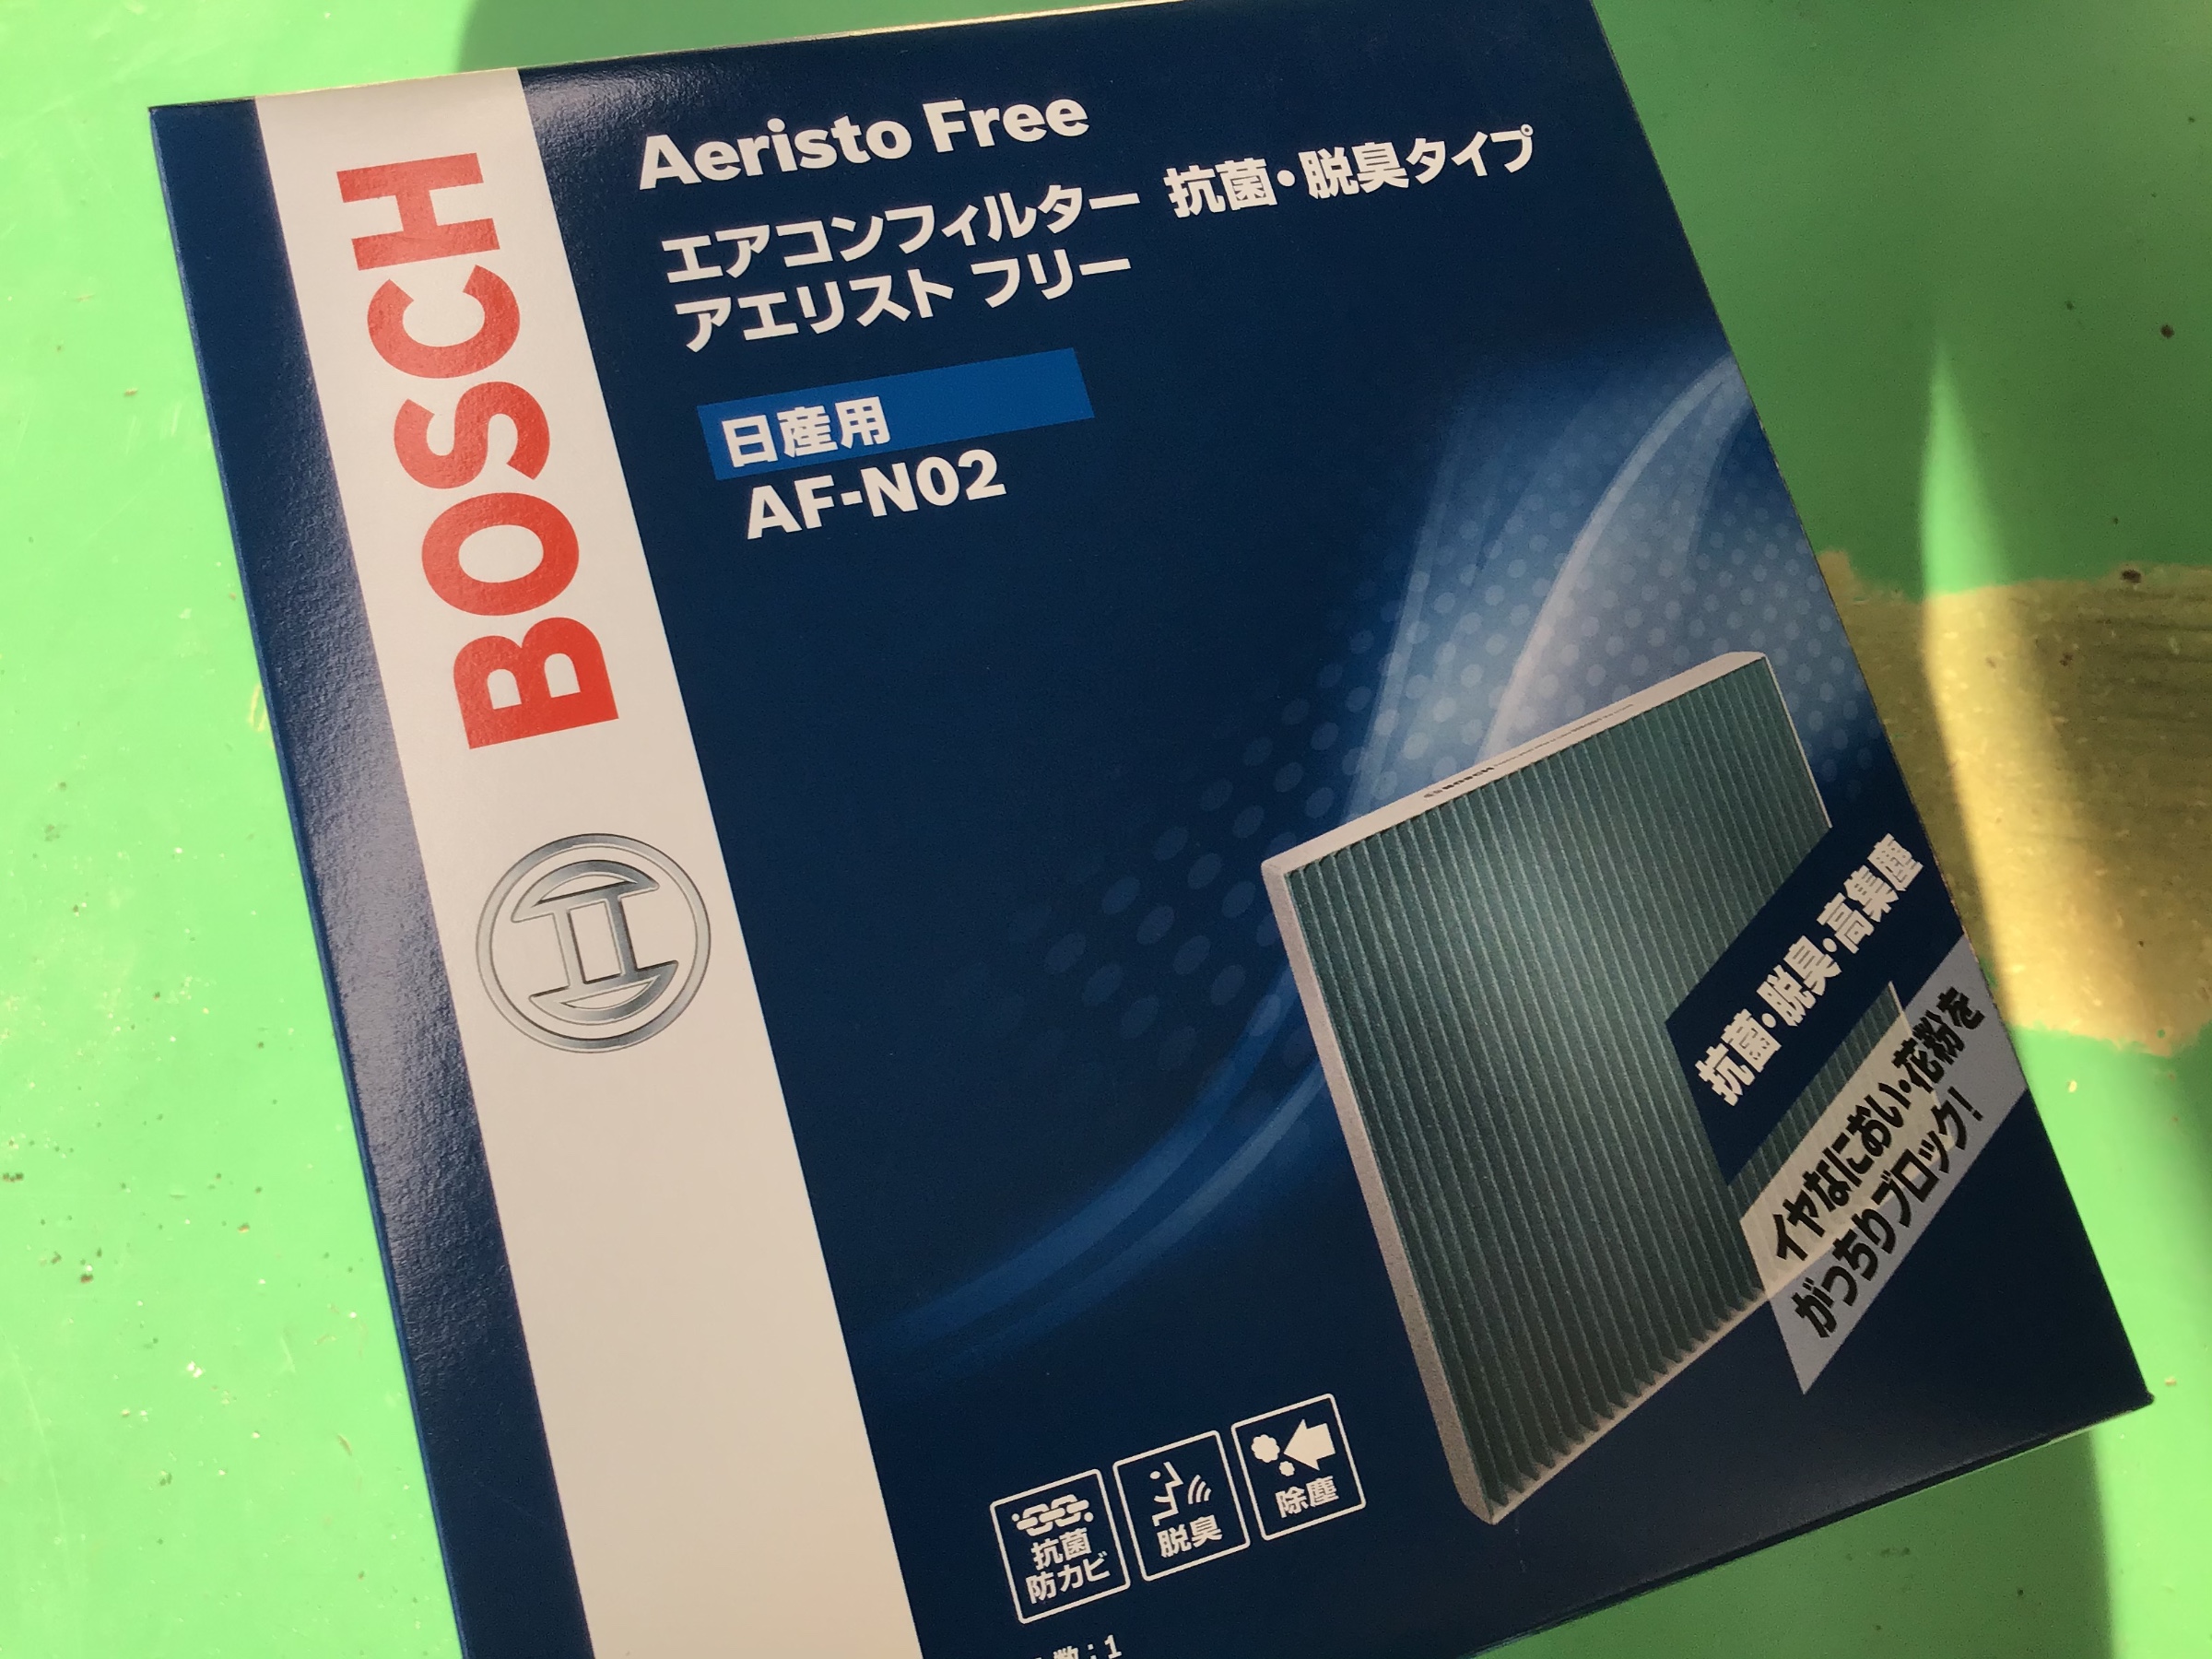 BOSCH
Aeristo Free
エアコンフィルター 抗菌・脱臭タイプ
アエリスト フリー
日産用
AF-N02
BOSCH
抗菌・脱臭・高集塵
イヤなにおい・花粉を
がっちりブロック!
抗菌
防カビ
脱臭
除塵
数:1